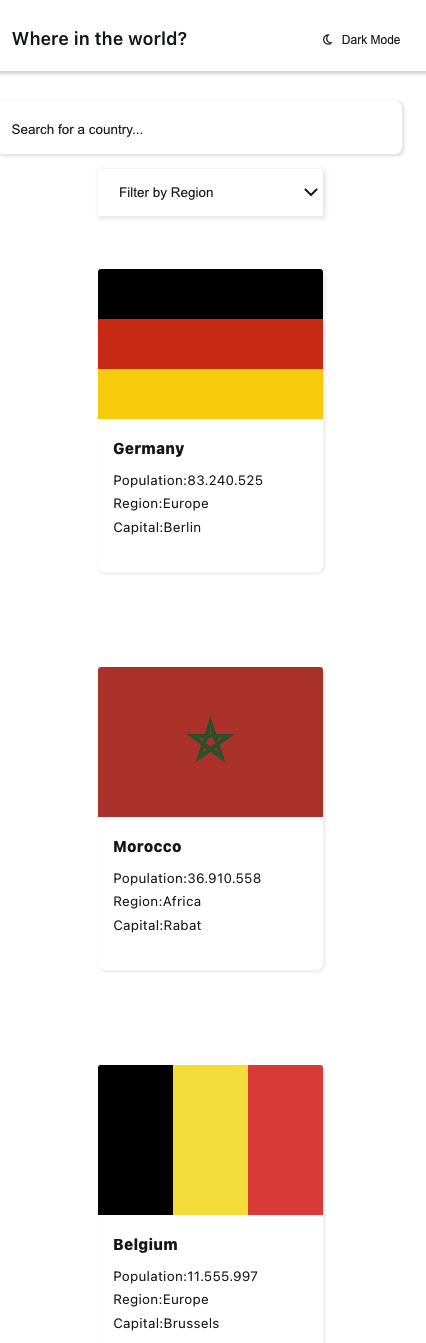 Where in the world?
Dark Mode
Search for a country...
Filter by Region
Germany
Population:83.240.525
Region:Europe
Capital:Berlin
Morocco
Population:36.910.558
Region:Africa
Capital:Rabat
Belgium
Population:11.555.997
Region:Europe
Capital:Brussels